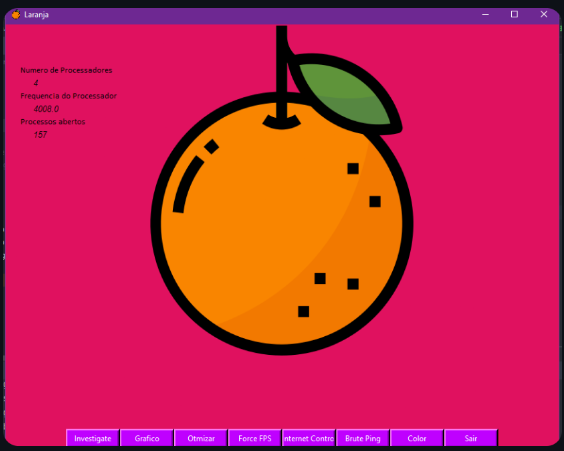 Laranja
Numero de Processadores
4
Frequencia do Processador
4008.0
Processos abertos
157
Investigate
Grafico
Otmizar
Force FPS
nternet Contro
Brute Ping
Color
Sair